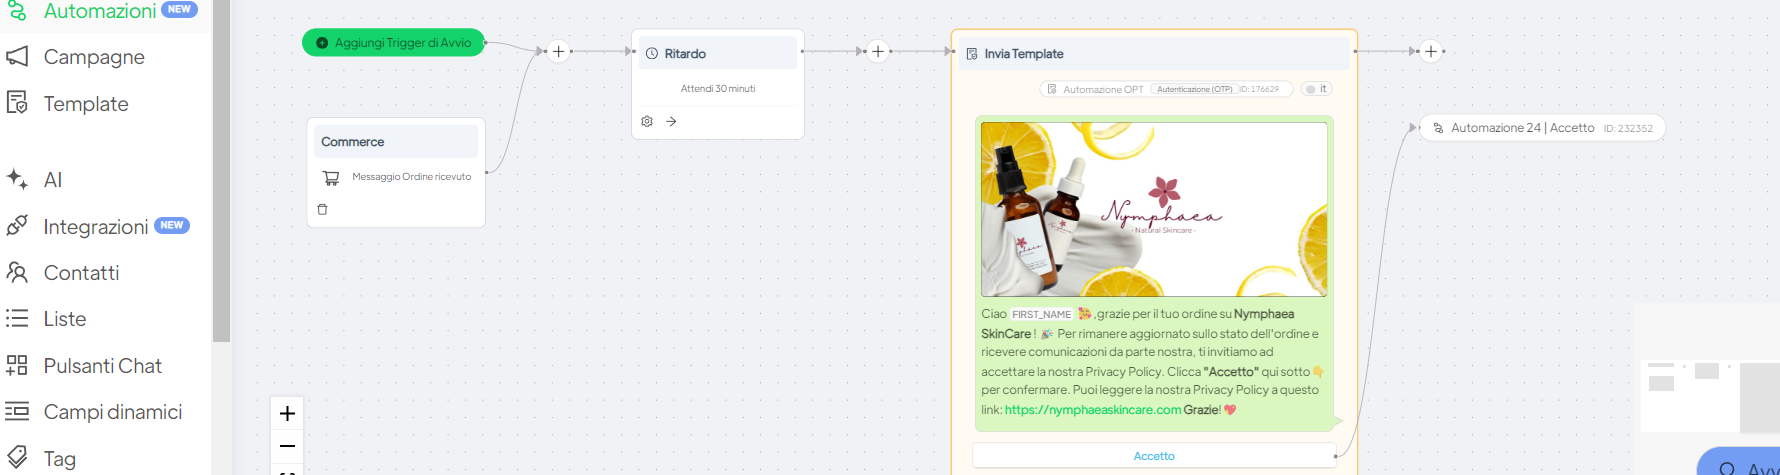 Automazioni NEW
Campagne
Template
AI
Integrazioni NEW
Contatti
Liste
Pulsanti Chat
Campi dinamici
Tag
Aggiungi Trigger di Avvio
Commerce
Messaggio Ordine ricevuto
Ritardo
Attendi 30 minuti
Invia Template
Automazione OPT Autenticazione (OTP) ID: 176629 it
Nymphaea
- Natural Skincare -
Ciao FIRST_NAME 🥰 ,grazie per il tuo ordine su Nymphaea
SkinCare ! 🎉 Per rimanere aggiornato sullo stato dell'ordine e
ricevere comunicazioni da parte nostra, ti invitiamo ad
accettare la nostra Privacy Policy. Clicca "Accetto" qui sotto 👇
per confermare. Puoi leggere la nostra Privacy Policy a questo
link: https://nymphaeaskincare.com Grazie! 💖
Accetto
Automazione 24 | Accetto ID: 232352